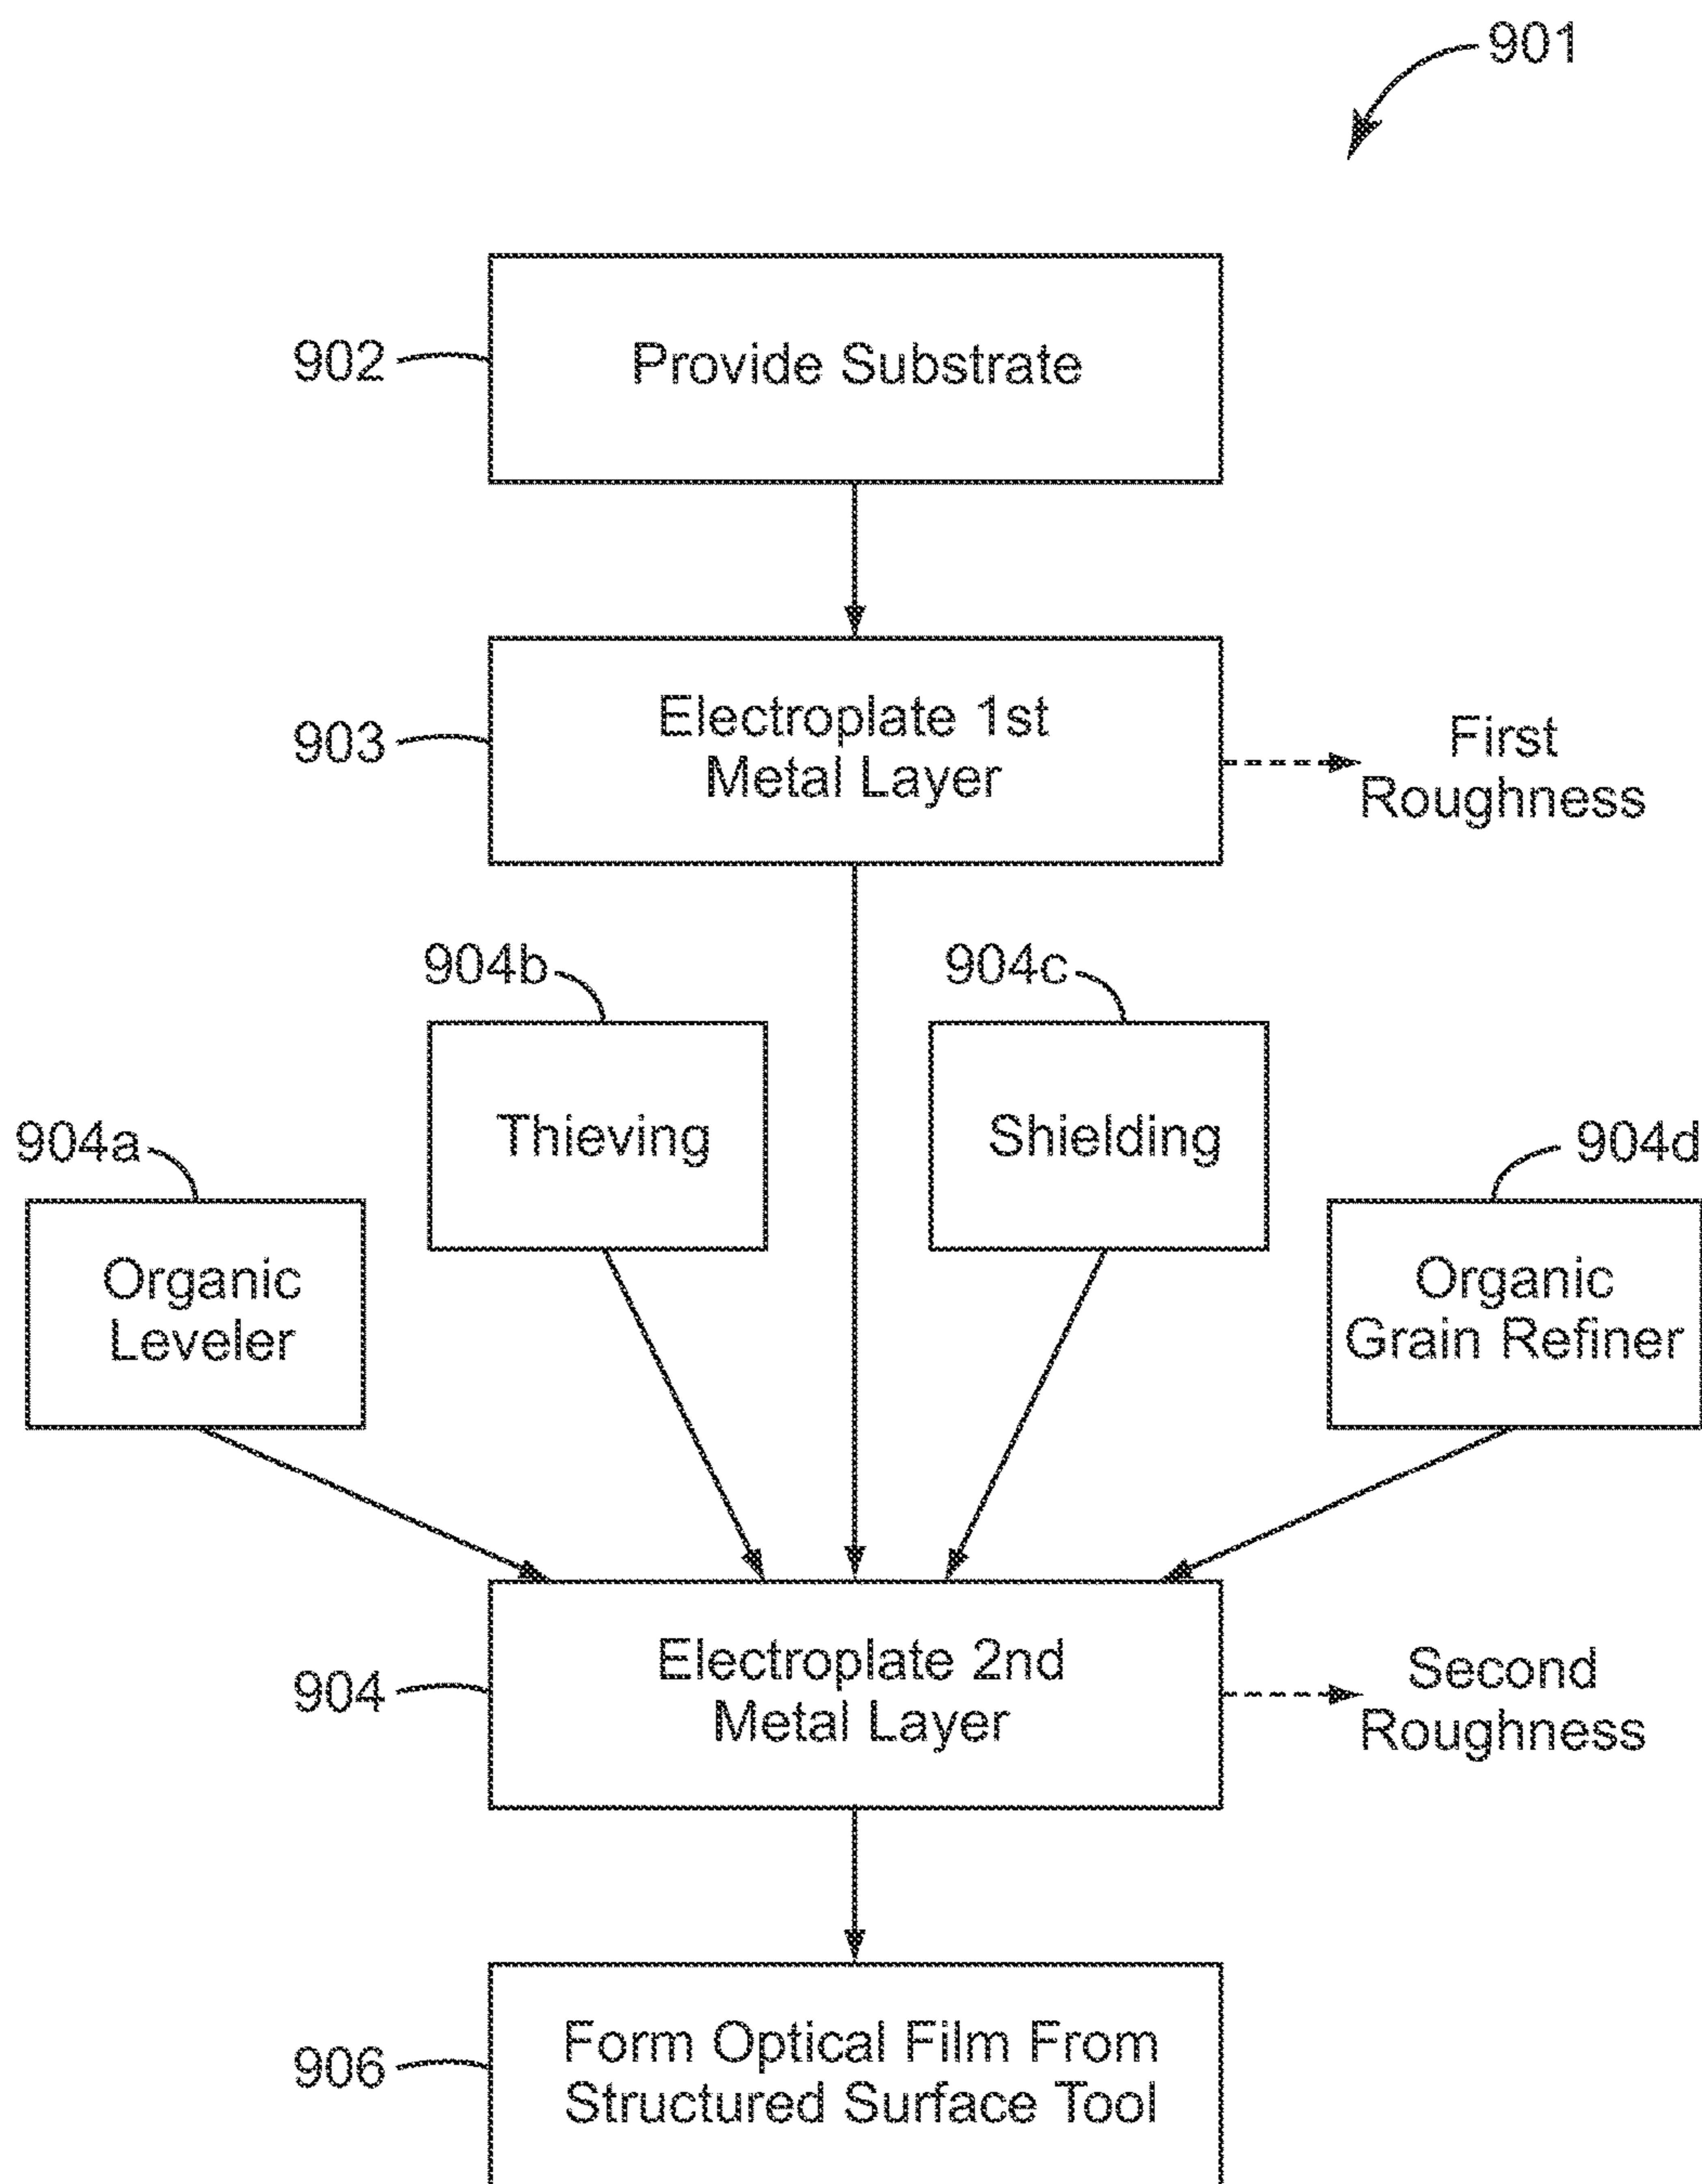 901
902
Provide Substrate
903
Electroplate 1st
Metal Layer
First
Roughness
904b
904c
Thieving
Shielding
904a
904d
Organic
Leveler
Organic
Grain Refiner
904
Electroplate 2nd
Metal Layer
Second
Roughness
906
Form Optical Film From
Structured Surface Tool